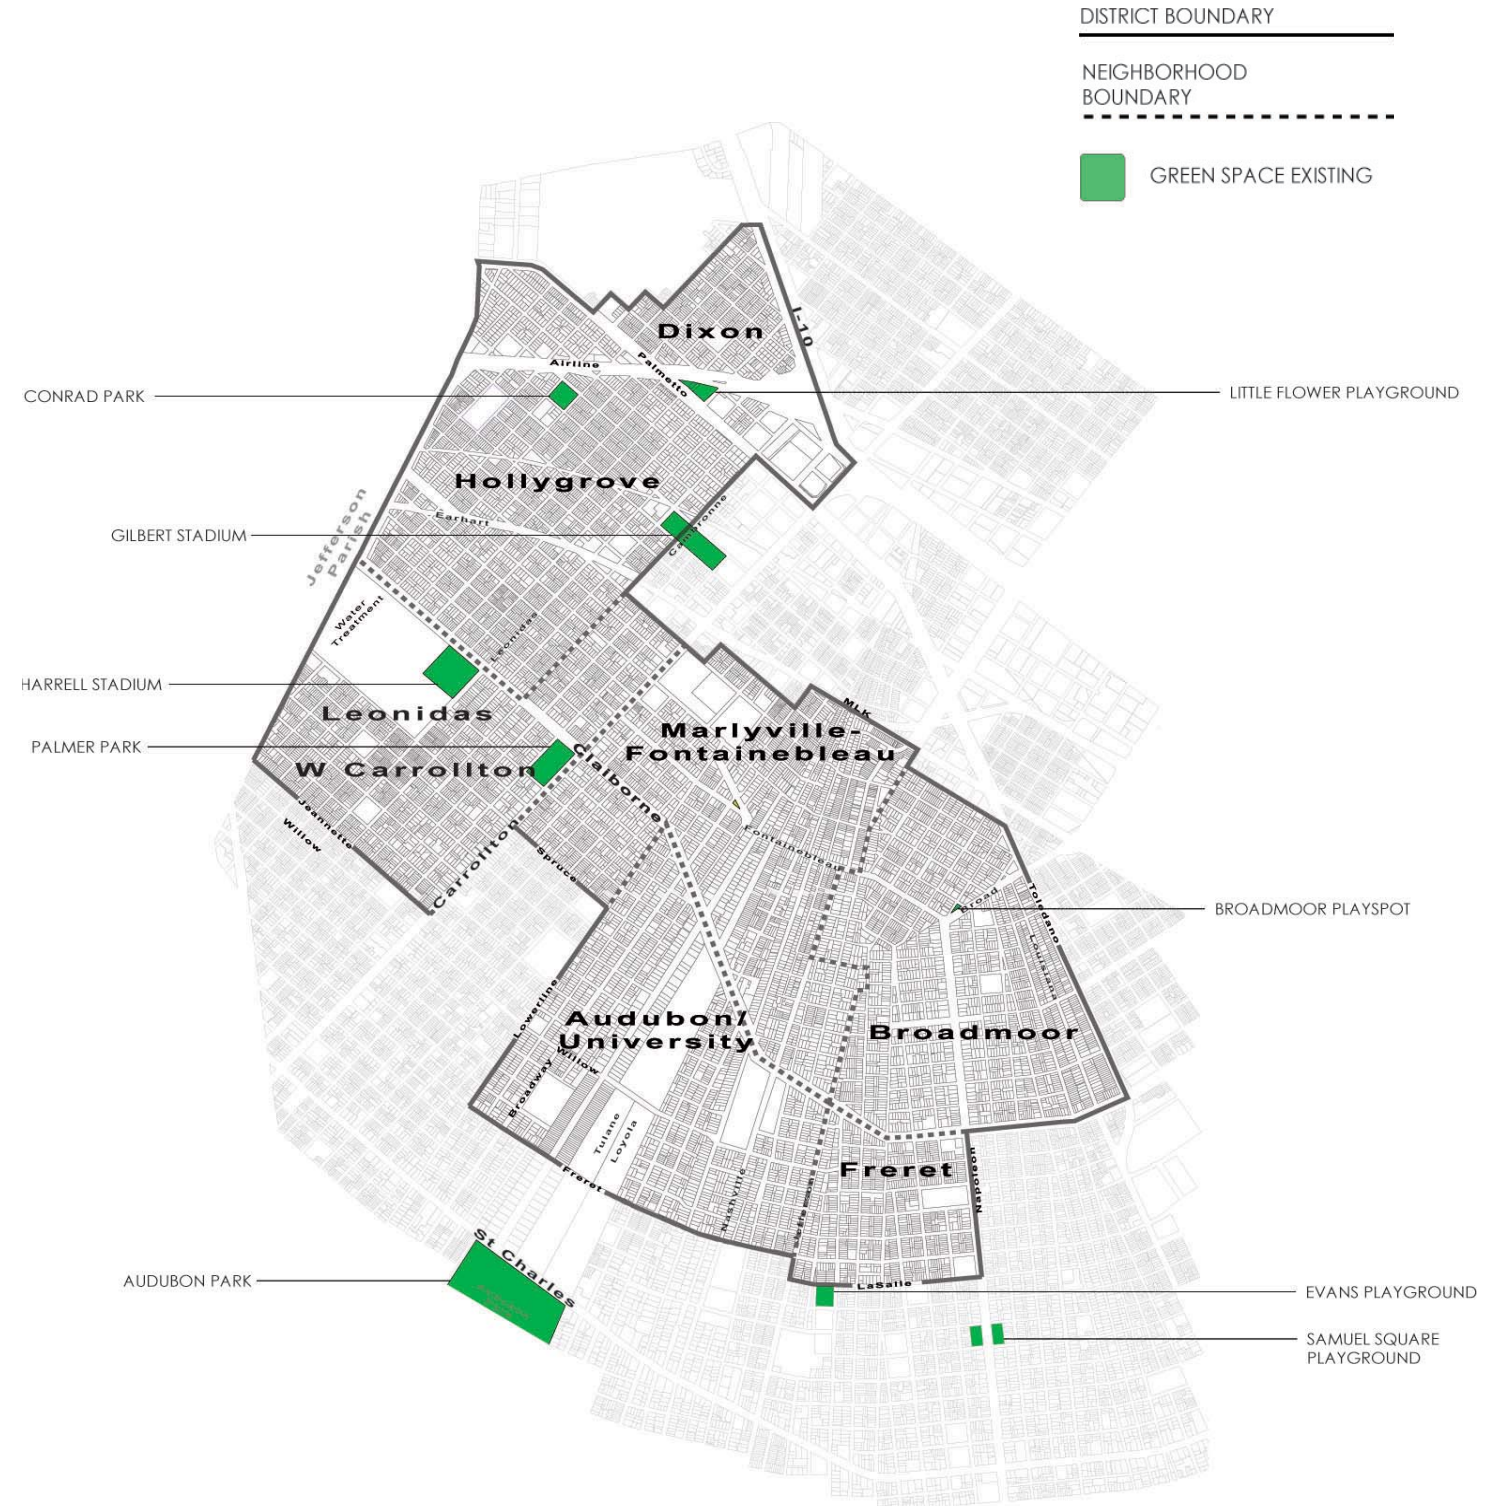 DISTRICT BOUNDARY
NEIGHBORHOOD
BOUNDARY
GREEN SPACE EXISTING
Dixon
I-10
Airline
Palmetto
CONRAD PARK
LITTLE FLOWER PLAYGROUND
Hollygrove
Jefferson
Parish
Earhart
Cambronne
GILBERT STADIUM
Water
Treatment
Leonidas
HARRELL STADIUM
Leonidas
MLK
Marlyville-
Fontainebleau
PALMER PARK
W Carrollton
Claiborne
Jeannette
Willow
Carrollton
Spruce
Fontainebleau
Broad
Toledano
BROADMOOR PLAYSPOT
Louisiana
Lowerline
Audubon/
University
Broadmoor
Willow
Broadway
Tulane
Loyola
Freret
Freret
Napoleon
Nashville
St Charles
AUDUBON PARK
LaSalle
EVANS PLAYGROUND
SAMUEL SQUARE
PLAYGROUND